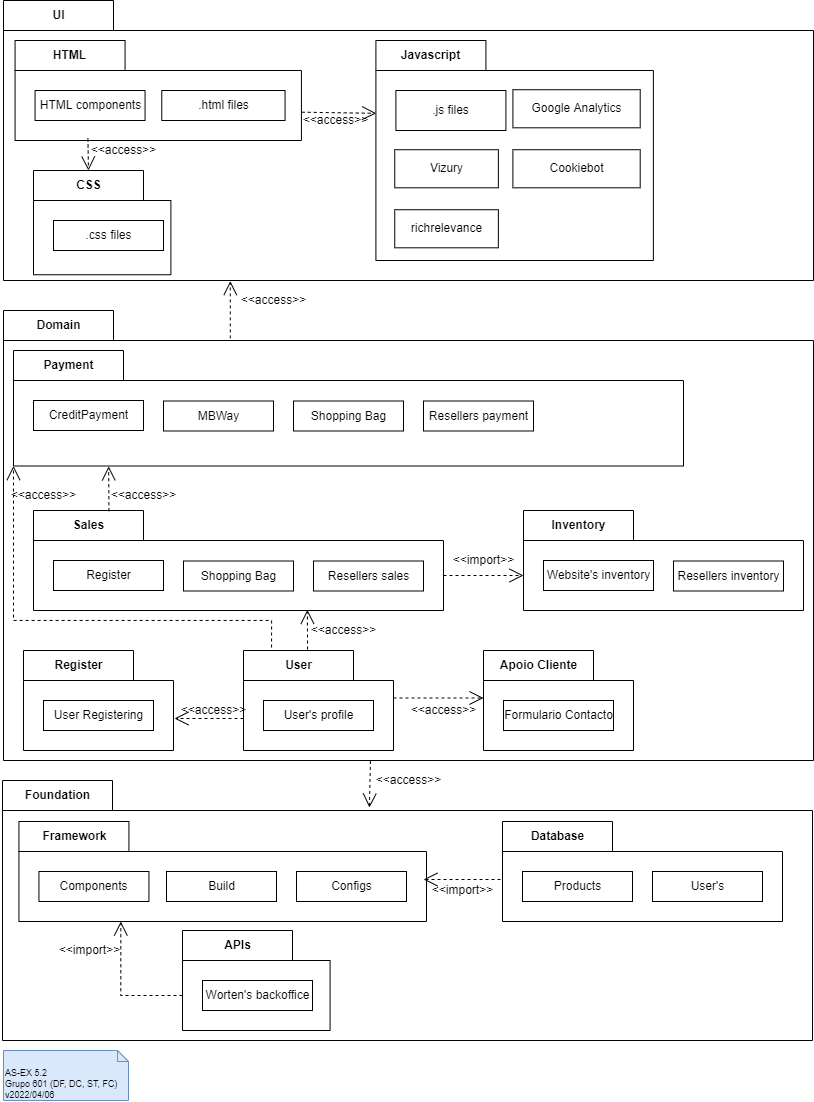 UI
HTML
Javascript
HTML components
.html files
.js files
Google Analytics
<<access>>
<<access>>
Vizury
Cookiebot
CSS
.css files
richrelevance
<<access>>
Domain
Payment
CreditPayment
MBWay
Shopping Bag
Resellers payment
<<access>>
<<access>>
Sales
Inventory
<<import>>
Register
Shopping Bag
Resellers sales
Website's inventory
Resellers inventory
<<access>>
Register
User
Apoio Cliente
<<access>>
<<access>>
User Registering
User's profile
Formulario Contacto
<<access>>
Foundation
Framework
Database
Components
Build
Configs
<<import>>
Products
User's
<<import>>
APIs
Worten's backoffice
AS-EX 5.2
Grupo 601 (DF, DC, ST, FC)
v2022/04/06